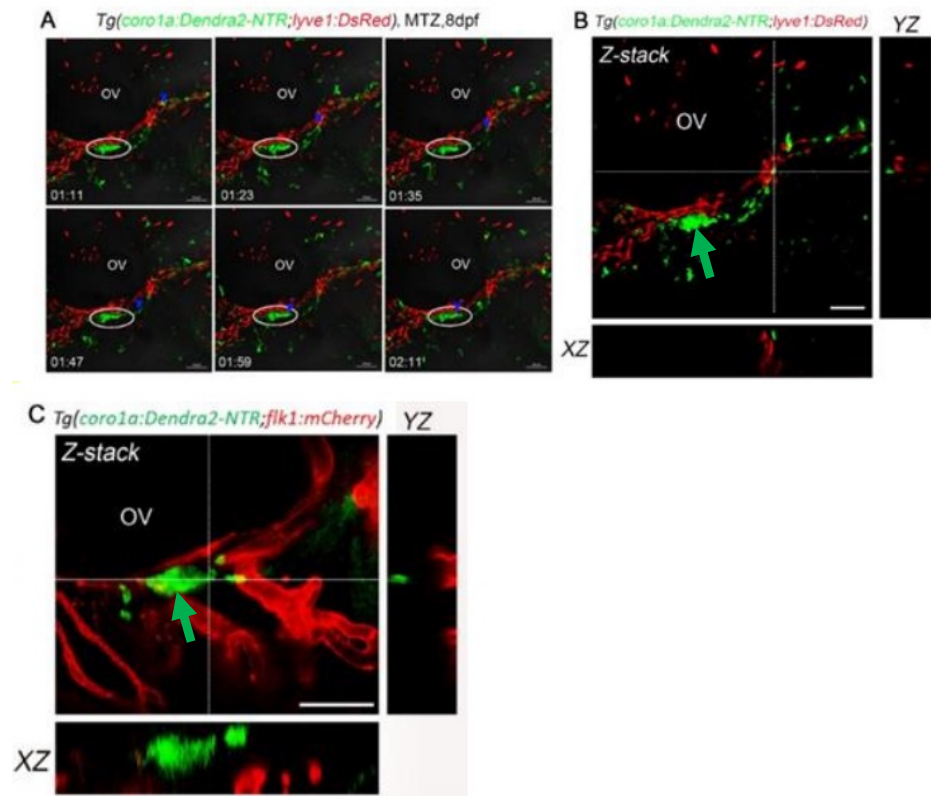 A
Tg(coro1a:Dendra2-NTR;lyve1:DsRed), MTZ,8dpf
OV OV OV
01:11 01:23 01:35
OV OV OV
01:47 01:59 02:11
B Tg(coro1a:Dendra2-NTR;lyve1:DsRed) YZ
Z-stack
OV
XZ
C Tg(coro1a:Dendra2-NTR;flk1:mCherry) YZ
Z-stack
OV
XZ